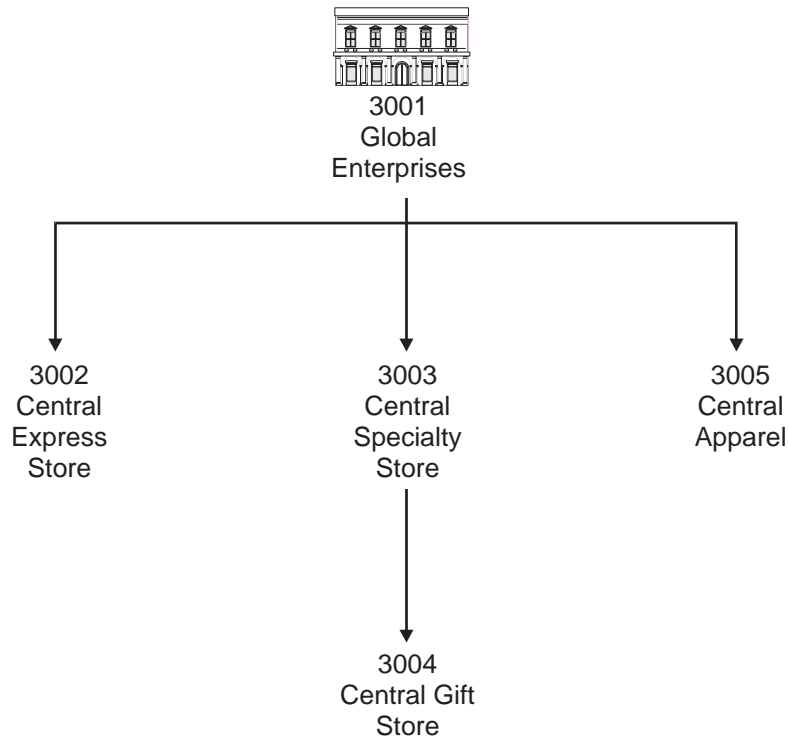 3001
Global
Enterprises
3002
Central
Express
Store
3003
Central
Specialty
Store
3005
Central
Apparel
3004
Central Gift
Store